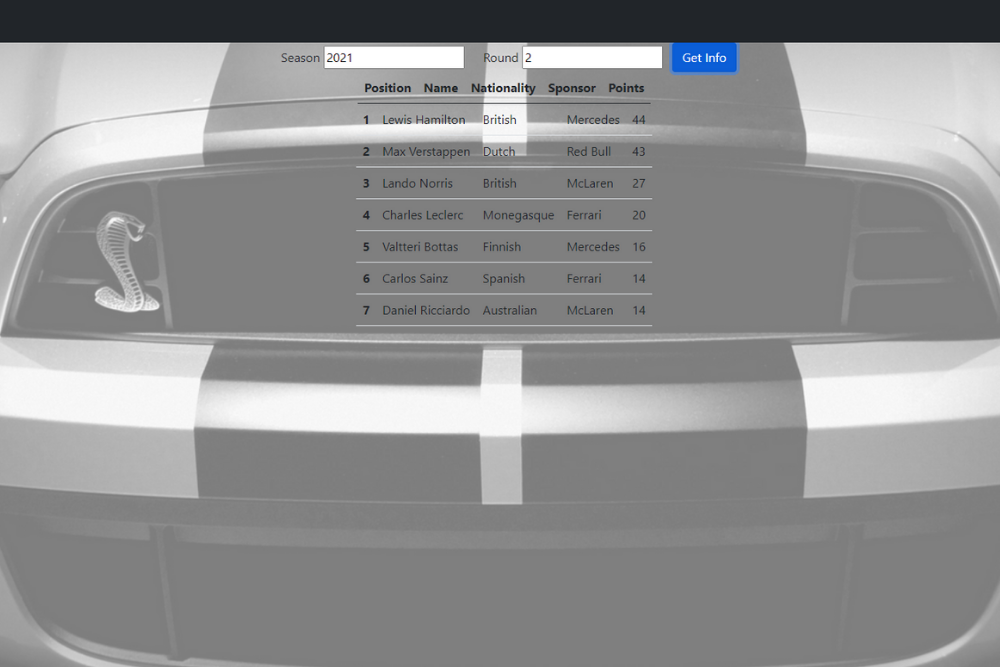 Season 2021 Round 2 Get Info
Position Name Nationality Sponsor Points
1 Lewis Hamilton British Mercedes 44
2 Max Verstappen Dutch Red Bull 43
3 Lando Norris British McLaren 27
4 Charles Leclerc Monegasque Ferrari 20
5 Valtteri Bottas Finnish Mercedes 16
6 Carlos Sainz Spanish Ferrari 14
7 Daniel Ricciardo Australian McLaren 14